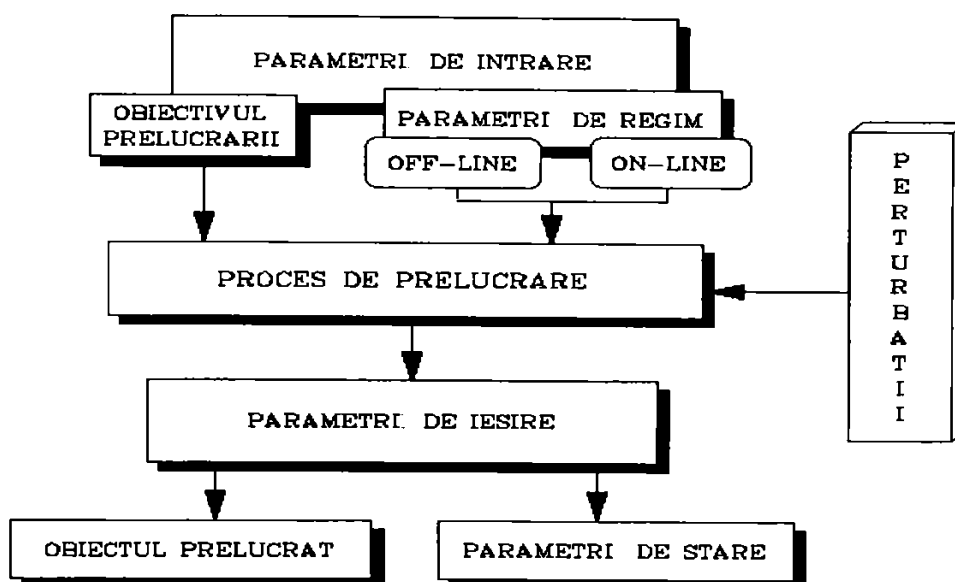 PARAMETRI DE INTRARE
OBIECTIVUL
PRELUCRARII
PARAMETRI DE REGIM
OFF-LINE
ON-LINE
PROCES DE PRELUCRARE
PERTURBATII
PARAMETRI DE IESIRE
OBIECTUL PRELUCRAT
PARAMETRI DE STARE